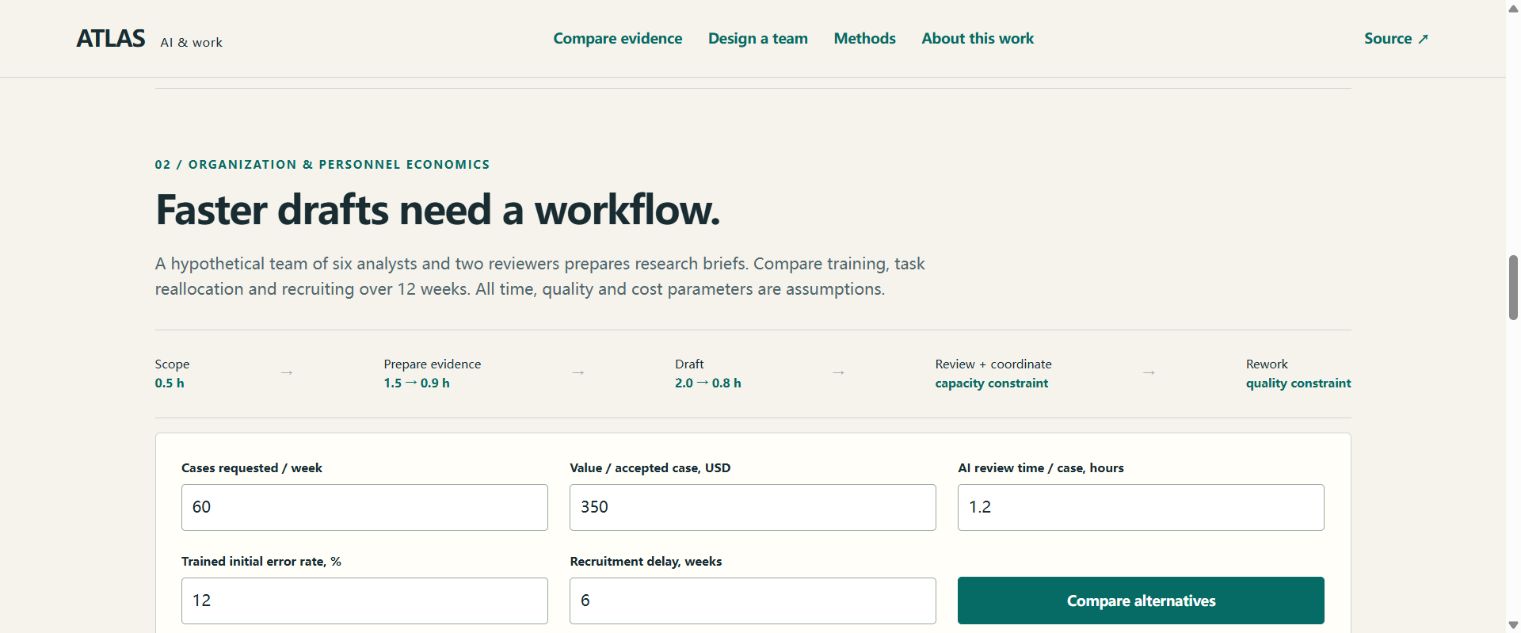 ATLAS AI & work
Compare evidence Design a team Methods About this work
Source ↗
02 / ORGANIZATION & PERSONNEL ECONOMICS
Faster drafts need a workflow.
A hypothetical team of six analysts and two reviewers prepares research briefs. Compare training, task
reallocation and recruiting over 12 weeks. All time, quality and cost parameters are assumptions.
Scope
0.5 h
→
Prepare evidence
1.5 → 0.9 h
→
Draft
2.0 → 0.8 h
→
Review + coordinate
capacity constraint
→
Rework
quality constraint
Cases requested / week
60
Value / accepted case, USD
350
AI review time / case, hours
1.2
Trained initial error rate, %
12
Recruitment delay, weeks
6
Compare alternatives